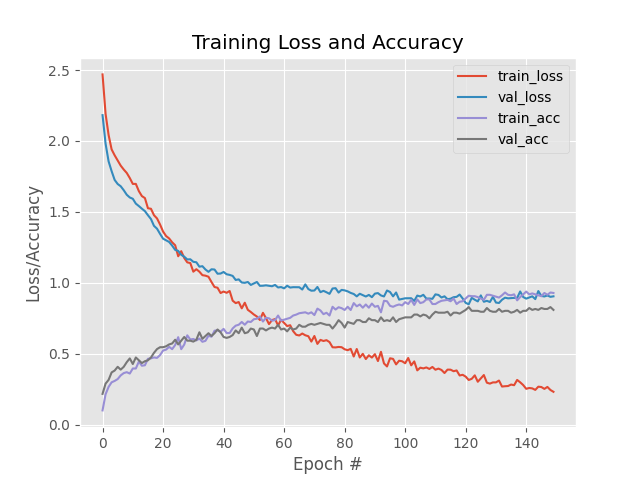 Training Loss and Accuracy
2.5
2.0
1.5
1.0
0.5
0.0
Loss/Accuracy
train_loss
val_loss
train_acc
val_acc
0 20 40 60 80 100 120 140
Epoch #